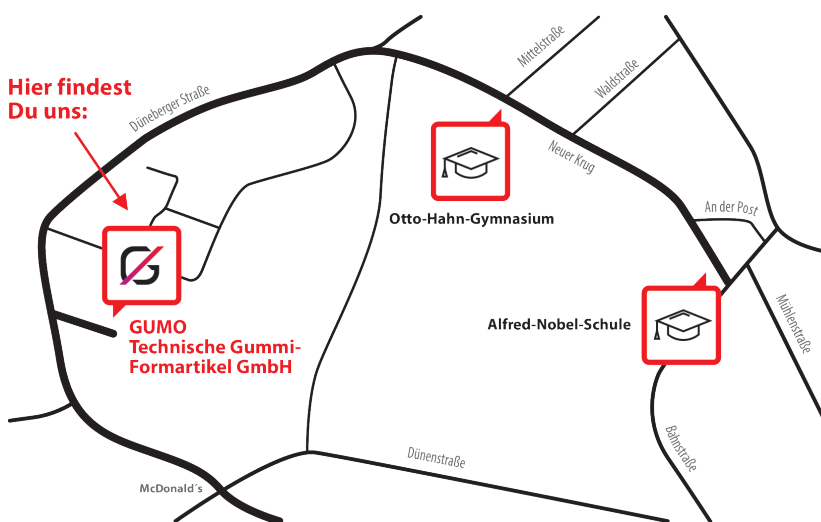 Hier findest
Du uns:
Düneberger Straße
Mittelstraße
Waldstraße
Neuer Krug
Otto-Hahn-Gymnasium
An der Post
GUMO
Technische Gummi-
Formartikel GmbH
Alfred-Nobel-Schule
Mühlenstraße
Bahnstraße
Dünenstraße
McDonald´s